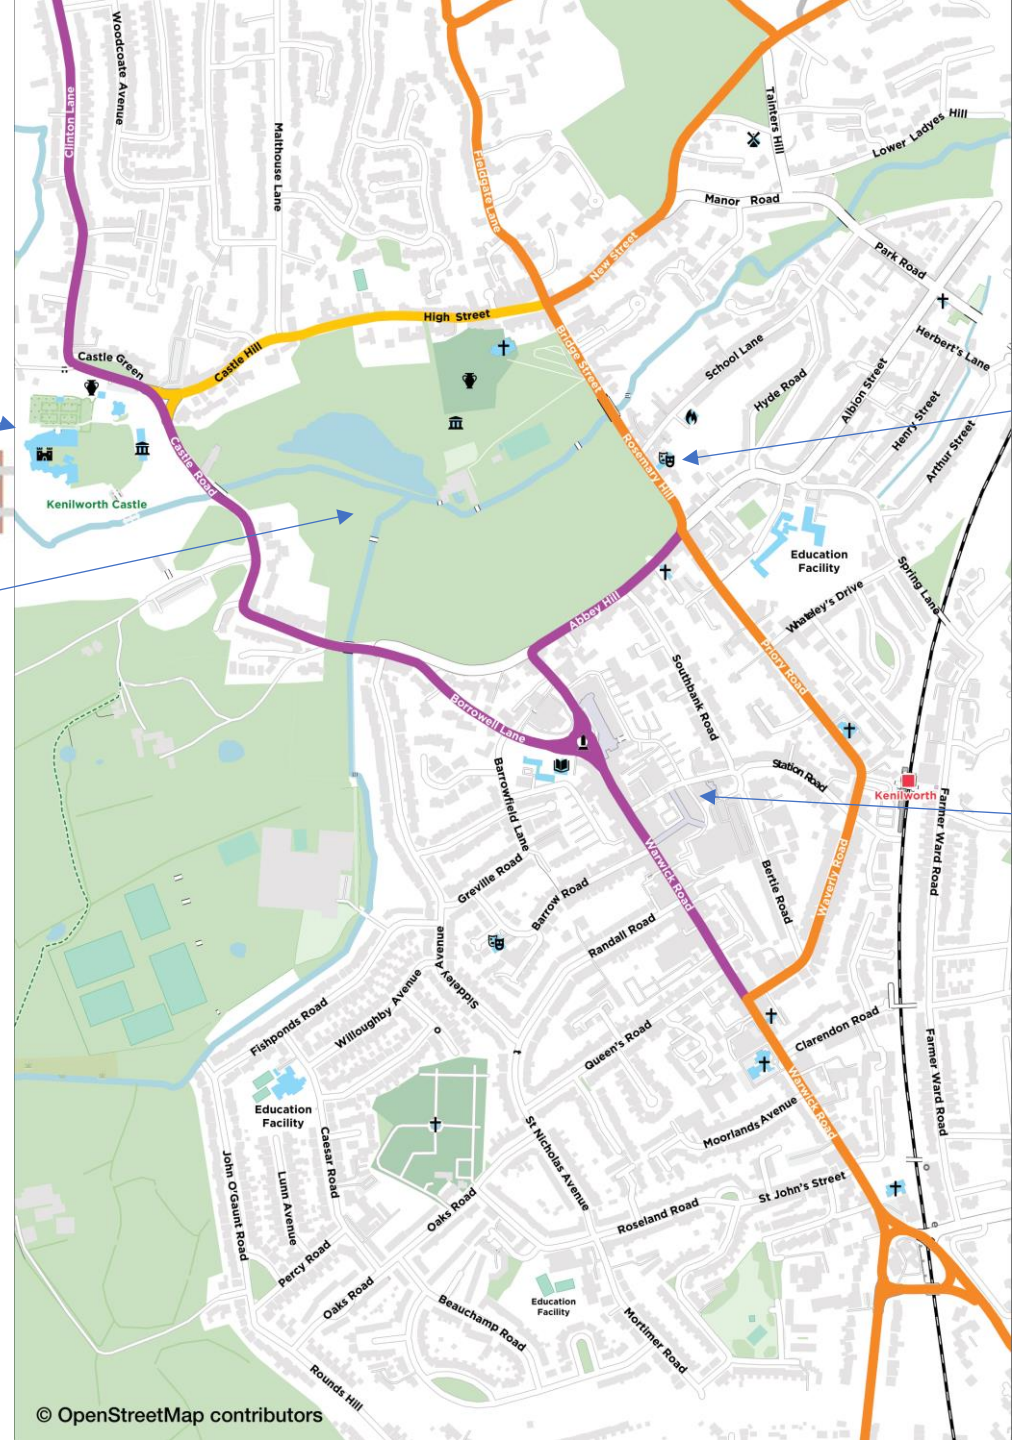 Woodcoate Avenue
Clinton Lane
Malthouse Lane
Fieldgate Lane
Tainters Hill
Lower Ladyes Hill
Manor Road
New Street
Park Road
High Street
Bridge Street
Castle Green
Castle Hill
School Lane
Herbert's Lane
Hyde Road
Albion Street
Henry Street
Arthur Street
Rosemary Hill
Castle Road
Kenilworth Castle
Education
Facility
Spring Lane
Abbey Hill
Whateley's Drive
Priory Road
Southbank Road
Borrowell Lane
Station Road
Kenilworth
Barrowfield Lane
Farmer Ward Road
Warwick Road
Waverly Road
Bertie Road
Greville Road
Barrow Road
Randall Road
Siddeley
Avenue
Willoughby Avenue
Fishponds Road
Queen's Road
Clarendon Road
Farmer Ward Road
Warwick Road
Moorlands Avenue
Education
Facility
St Nicholas Avenue
Caesar Road
John O'Gaunt Road
Lunn Avenue
St John's Street
Oaks Road
Roseland Road
Percy Road
Oaks Road
Beauchamp Road
Education
Facility
Mortimer Road
Rounds Hill
© OpenStreetMap contributors